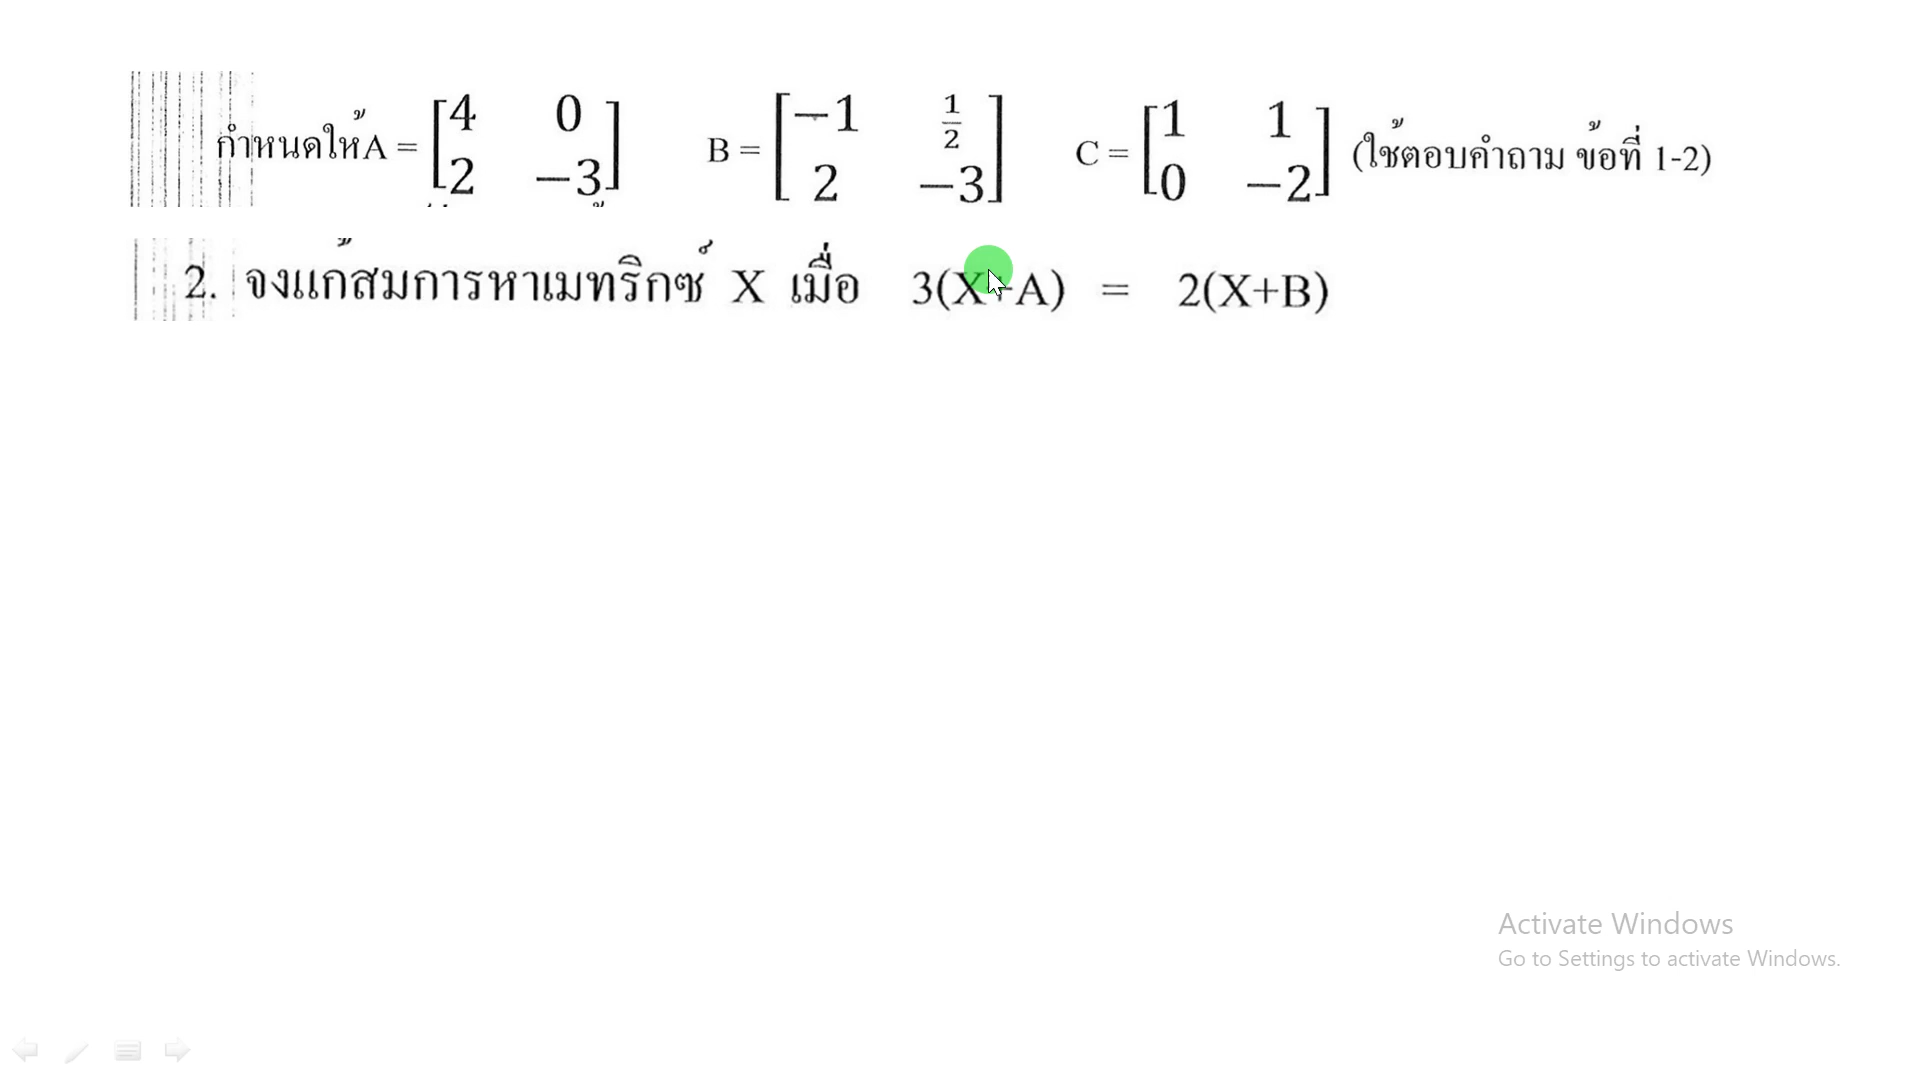 กำหนดให้A = [4 0 2 −3] B = [−1 1/2 2 −3] C = [1 1 0 −2] (ใช้ตอบคำถาม ข้อที่ 1-2)
2. จงแก้สมการหาเมทริกซ์ X เมื่อ 3(X+A) = 2(X+B)
Activate Windows
Go to Settings to activate Windows.